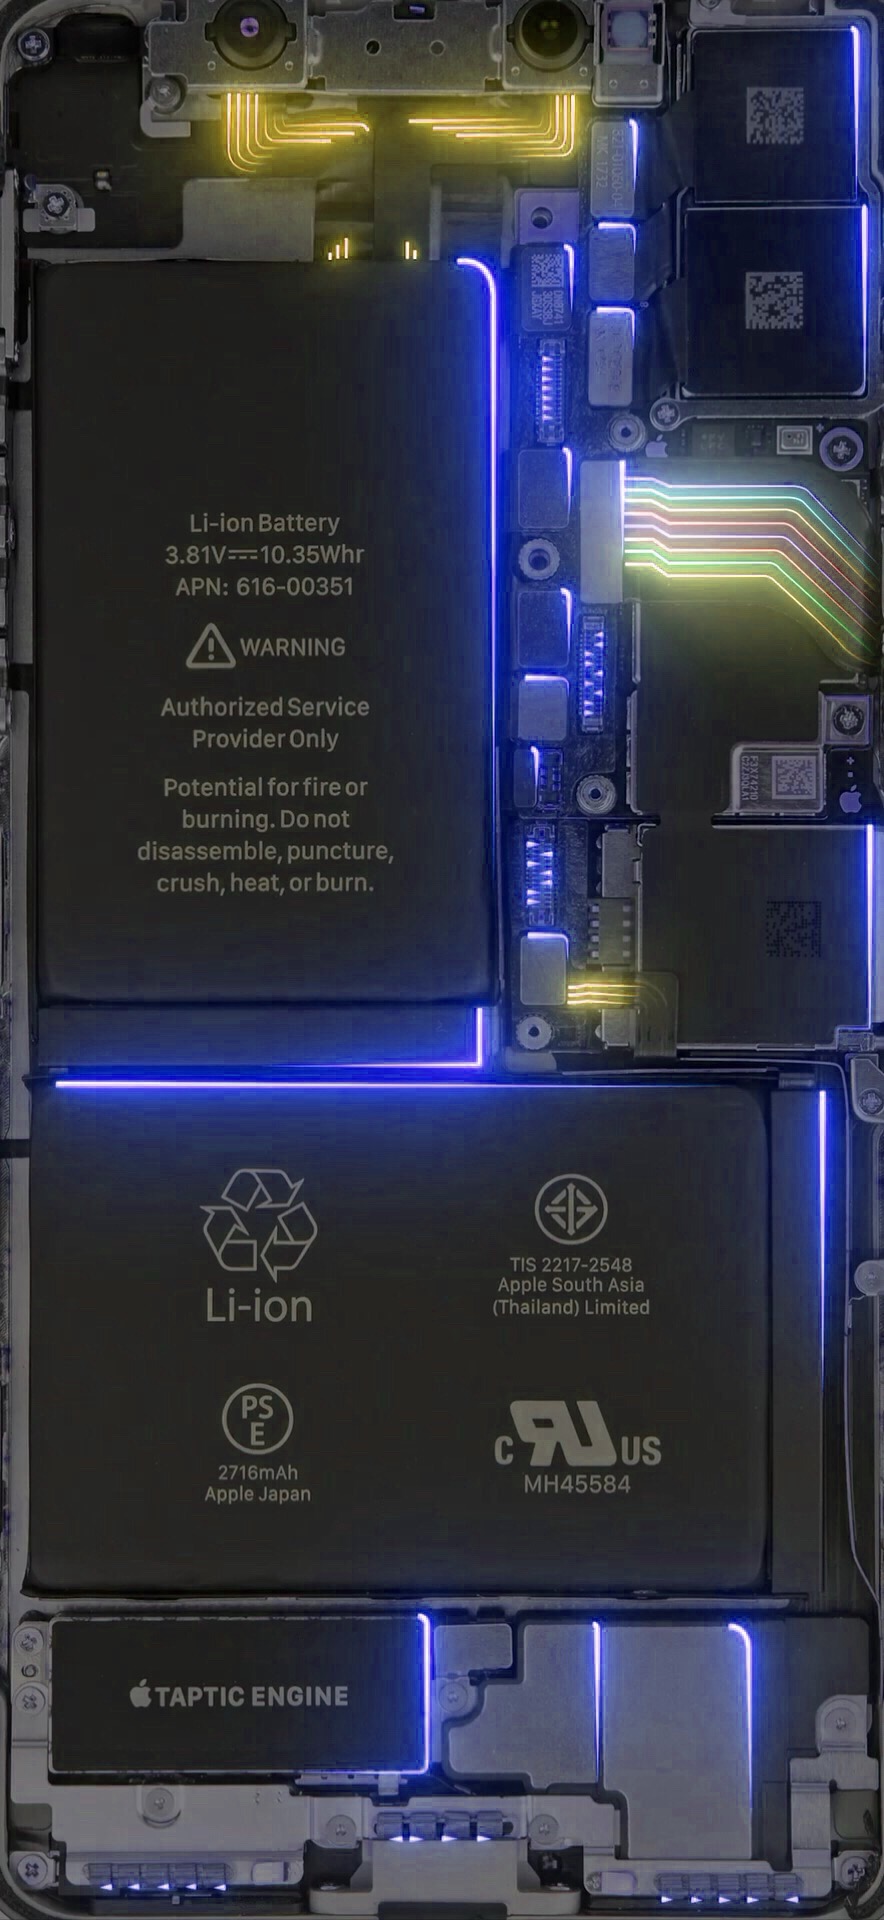 Li-ion Battery
3.81V⎓10.35Whr
APN: 616-00351
WARNING
Authorized Service
Provider Only
Potential for fire or
burning. Do not
disassemble, puncture,
crush, heat, or burn.
Li-ion
TIS 2217-2548
Apple South Asia
(Thailand) Limited
PS
E
2716mAh
Apple Japan
C RU US
MH45584
TAPTIC ENGINE